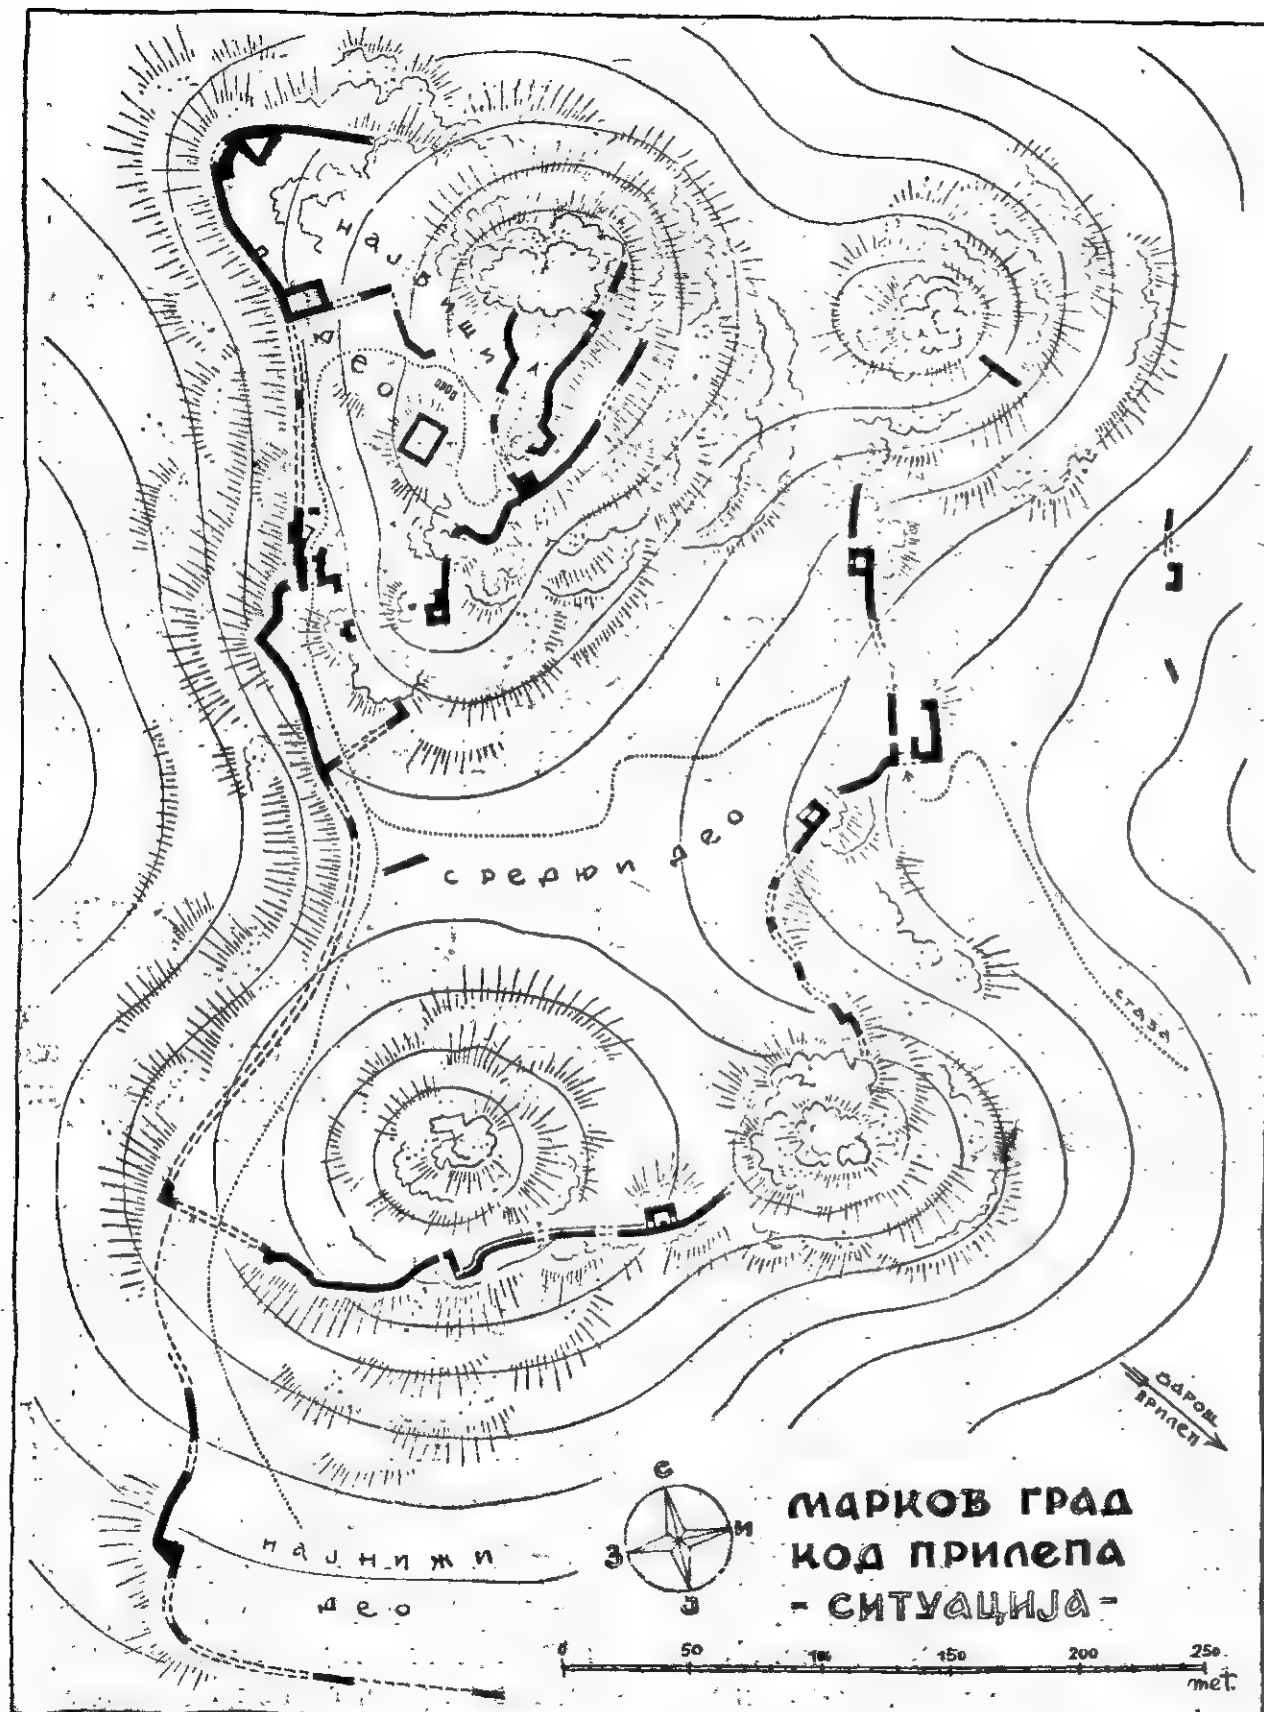 највиши
део
средњи део
стаза
Варош
Прилеп
најнижи
део
С
И
З
Ј
МАРКОВ ГРАД
КОД ПРИЛЕПА
- СИТУАЦИЈА -
0 50 100 150 200 250
met.